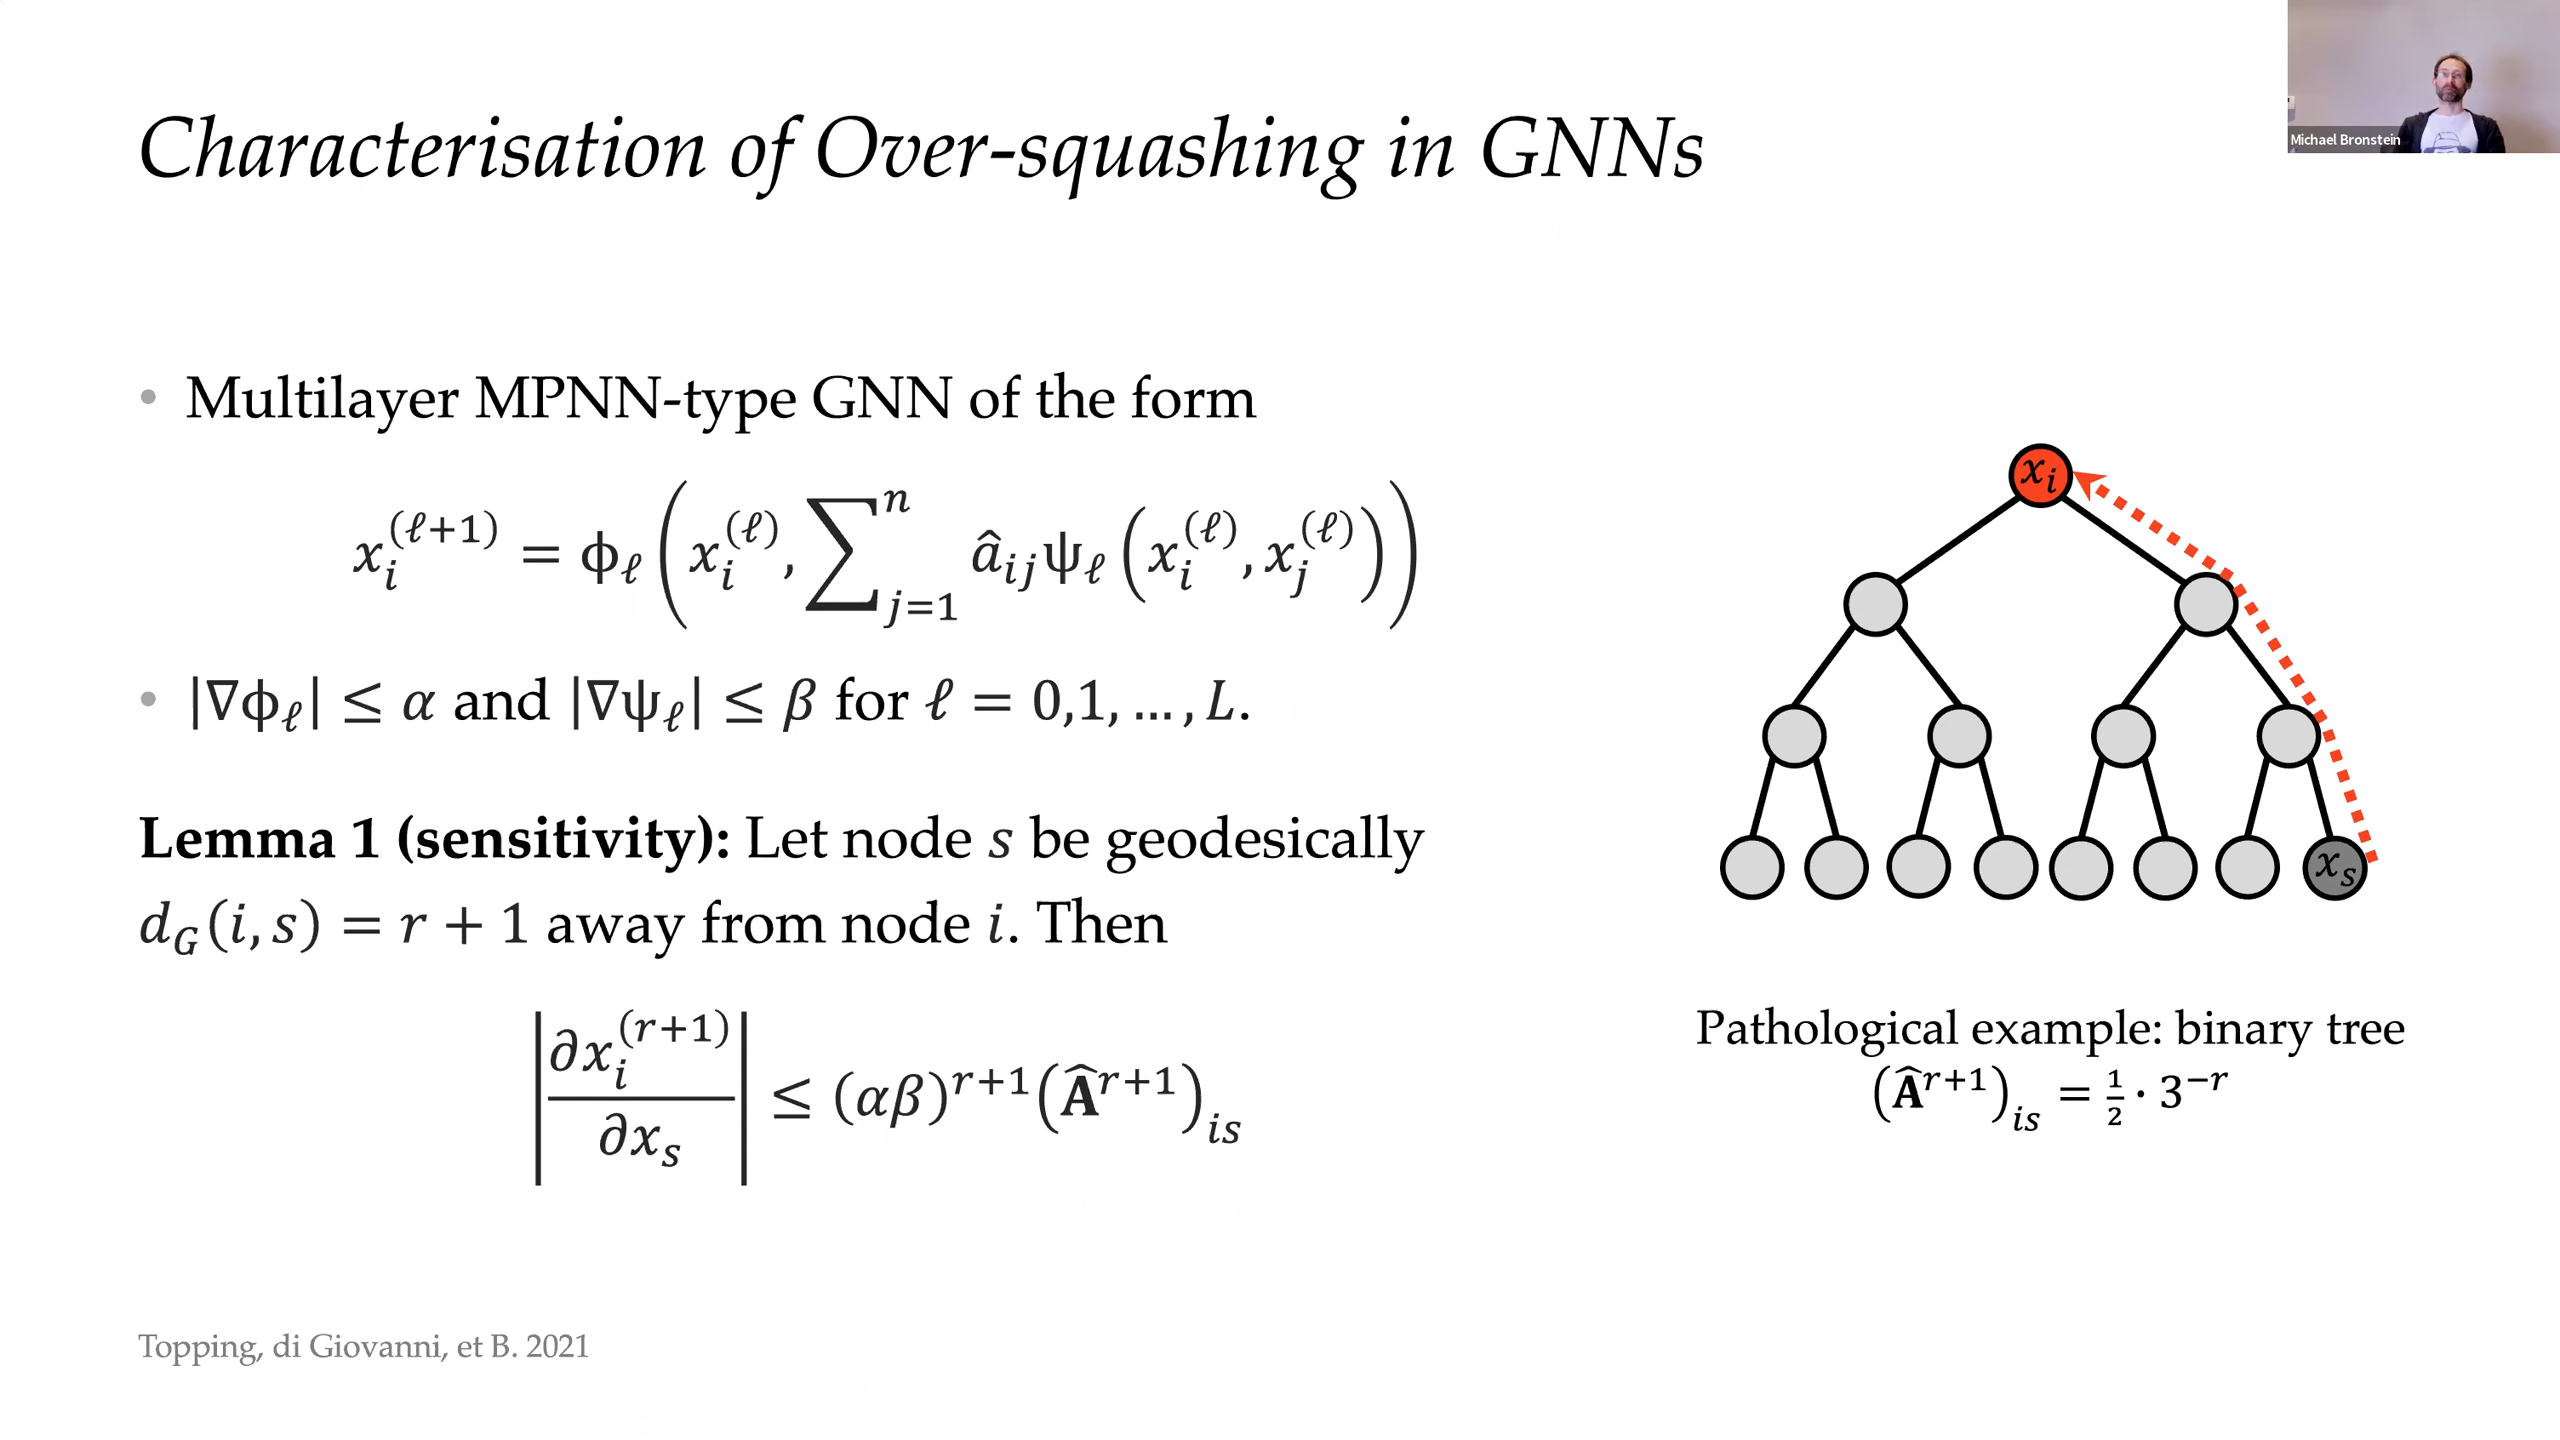 Characterisation of Over-squashing in GNNs
Michael Bronstein
• Multilayer MPNN-type GNN of the form
x_i^{(ℓ+1)} = ϕ_ℓ ( x_i^{(ℓ)}, ∑_{j=1}^{n} â_{ij} ψ_ℓ ( x_i^{(ℓ)}, x_j^{(ℓ)} ) )
• |∇ϕ_ℓ| ≤ α and |∇ψ_ℓ| ≤ β for ℓ = 0,1, … , L.
Lemma 1 (sensitivity): Let node s be geodesically
d_G(i, s) = r + 1 away from node i. Then
| ∂x_i^{(r+1)} / ∂x_s | ≤ (αβ)^{r+1} (Â^{r+1})_{is}
x_i
x_s
Pathological example: binary tree
(Â^{r+1})_{is} = 1/2 · 3^{−r}
Topping, di Giovanni, et B. 2021